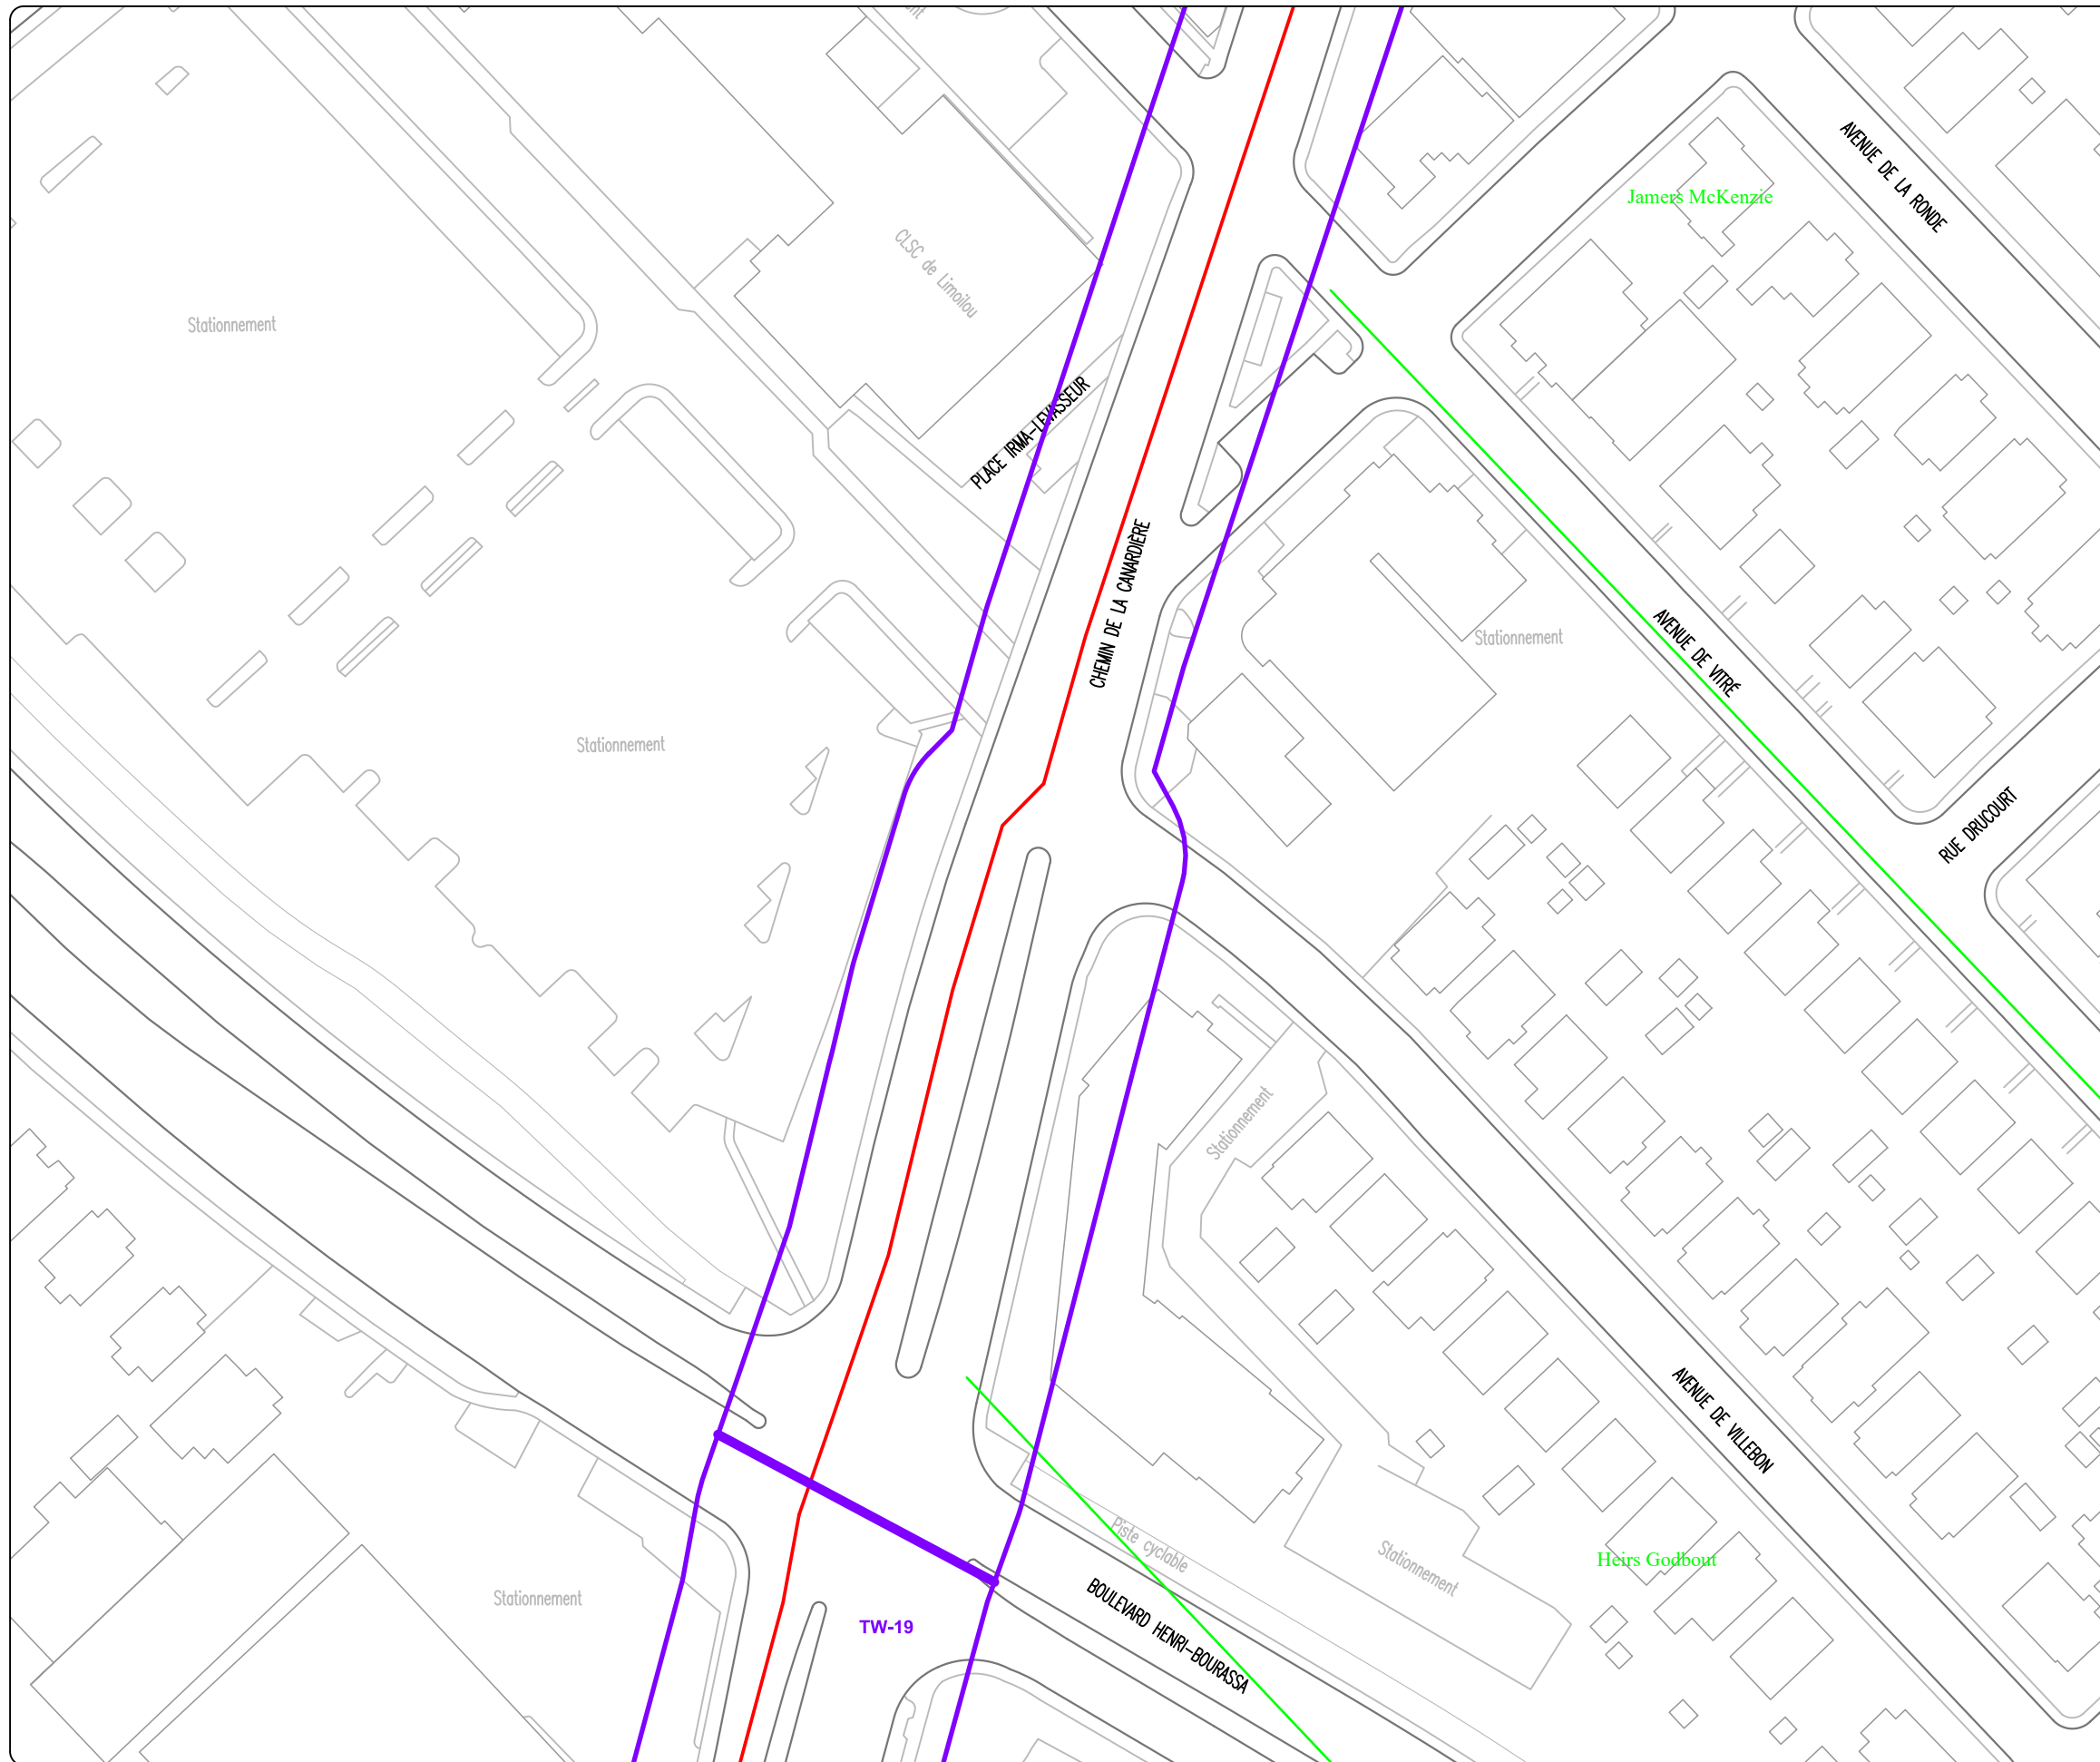 AVENUE DE LA RONDE
Jamers McKenzie
CLSC de Limoilou
Stationnement
PLACE IRMA-LEVASSEUR
CHEMIN DE LA CANARDIÈRE
Stationnement
AVENUE DE VITRÉ
Stationnement
RUE DRUCOURT
Stationnement
AVENUE DE VILLEBON
Piste cyclable
Stationnement
Heirs Godbout
Stationnement
BOULEVARD HENRI-BOURASSA
TW-19